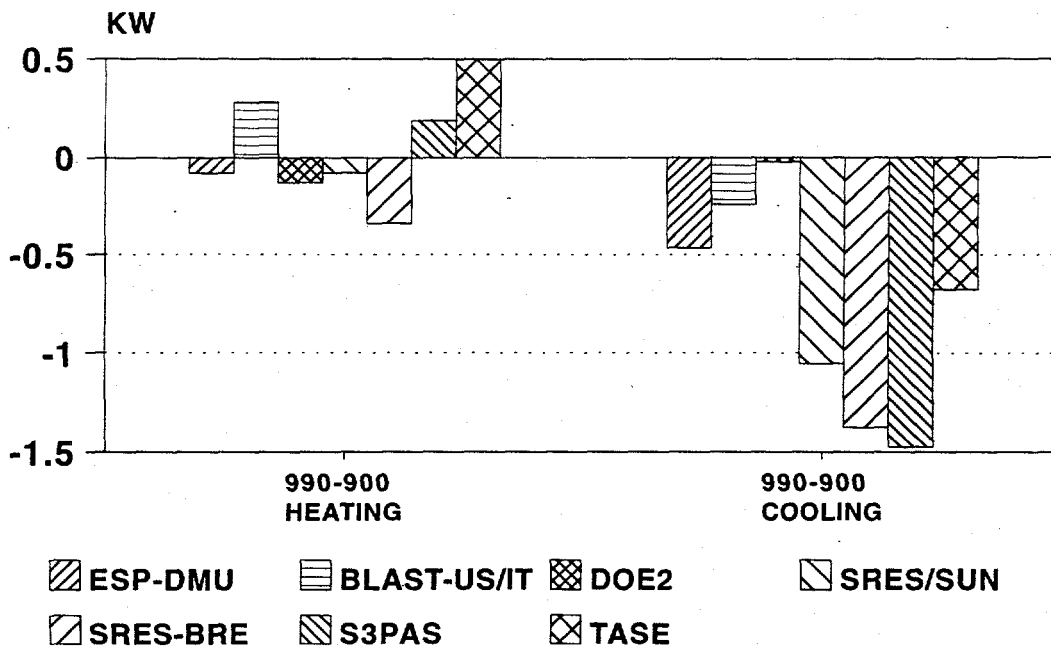 KW
0.5
0
-0.5
-1
-1.5
990-900
HEATING
990-900
COOLING
ESP-DMU
BLAST-US/IT
DOE2
SRES/SUN
SRES-BRE
S3PAS
TASE